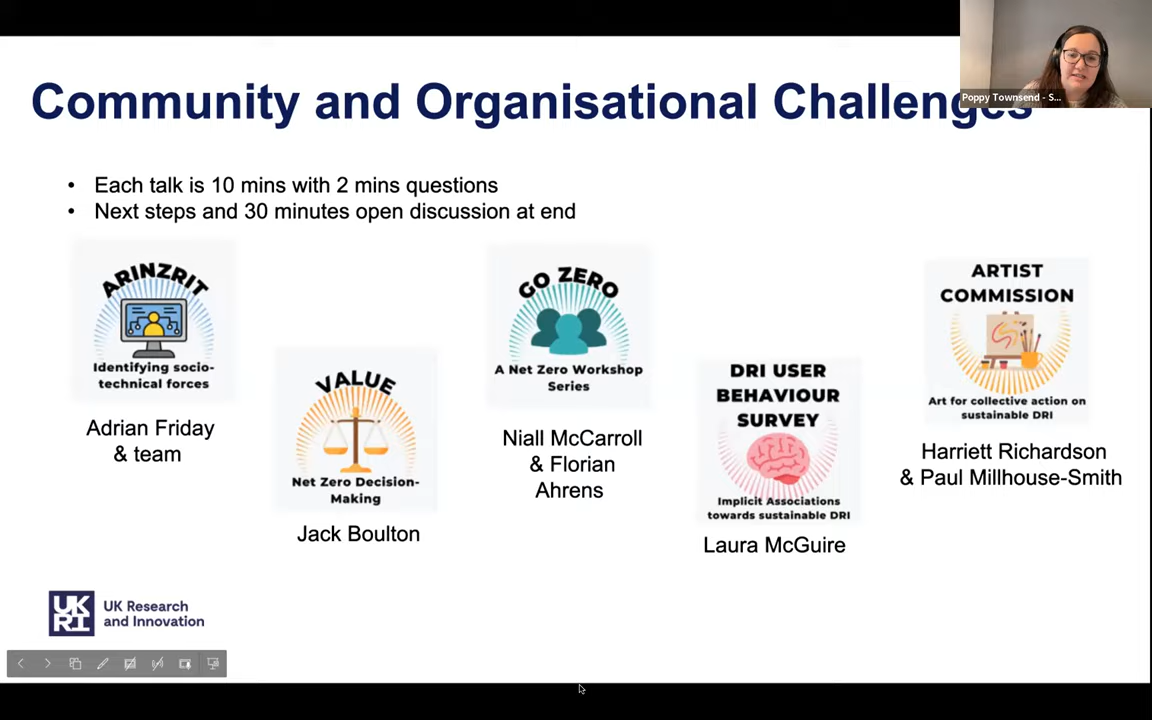 Community and Organisational Challenges
Poppy Townsend - S...
• Each talk is 10 mins with 2 mins questions
• Next steps and 30 minutes open discussion at end
ARINZRIT
Identifying socio-
technical forces
Adrian Friday
& team
VALUE
Net Zero Decision-
Making
Jack Boulton
GO ZERO
A Net Zero Workshop
Series
Niall McCarroll
& Florian
Ahrens
DRI USER
BEHAVIOUR
SURVEY
Implicit Associations
towards sustainable DRI
Laura McGuire
ARTIST
COMMISSION
Art for collective action on
sustainable DRI
Harriett Richardson
& Paul Millhouse-Smith
UKRI
UK Research
and Innovation